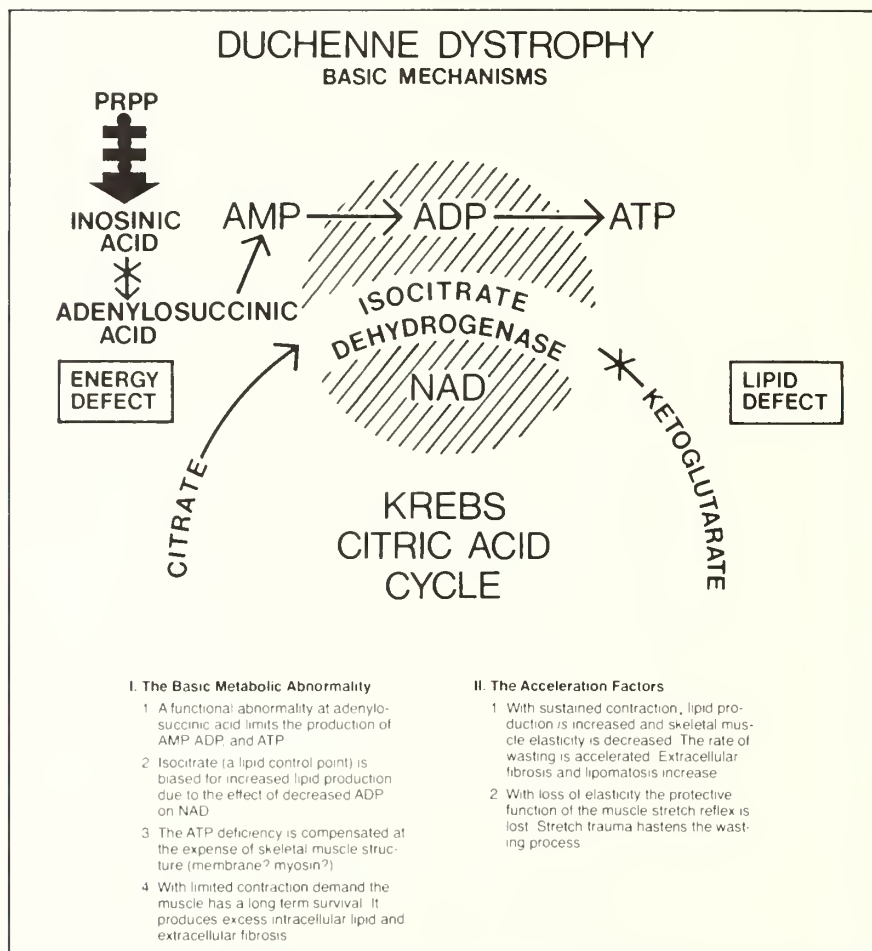 DUCHENNE DYSTROPHY
BASIC MECHANISMS
PRPP
INOSINIC
ACID
ADENYLOSUCCINIC
ACID
AMP
ADP
ATP
ISOCITRATE
DEHYDROGENASE
NAD
ENERGY
DEFECT
LIPID
DEFECT
CITRATE
KETOGLUTARATE
KREBS
CITRIC ACID
CYCLE
I. The Basic Metabolic Abnormality
1 A functional abnormality at adenylo-
succinic acid limits the production of
AMP ADP, and ATP
2 Isocitrate (a lipid control point) is
biased for increased lipid production
due to the effect of decreased ADP
on NAD
3 The ATP deficiency is compensated at
the expense of skeletal muscle struc-
ture (membrane? myosin?)
4 With limited contraction demand the
muscle has a long term survival It
produces excess intracellular lipid and
extracellular fibrosis
II. The Acceleration Factors
1 With sustained contraction, lipid pro-
duction is increased and skeletal mus-
cle elasticity is decreased The rate of
wasting is accelerated Extracellular
fibrosis and lipomatosis increase
2 With loss of elasticity the protective
function of the muscle stretch reflex is
lost Stretch trauma hastens the wast-
ing process